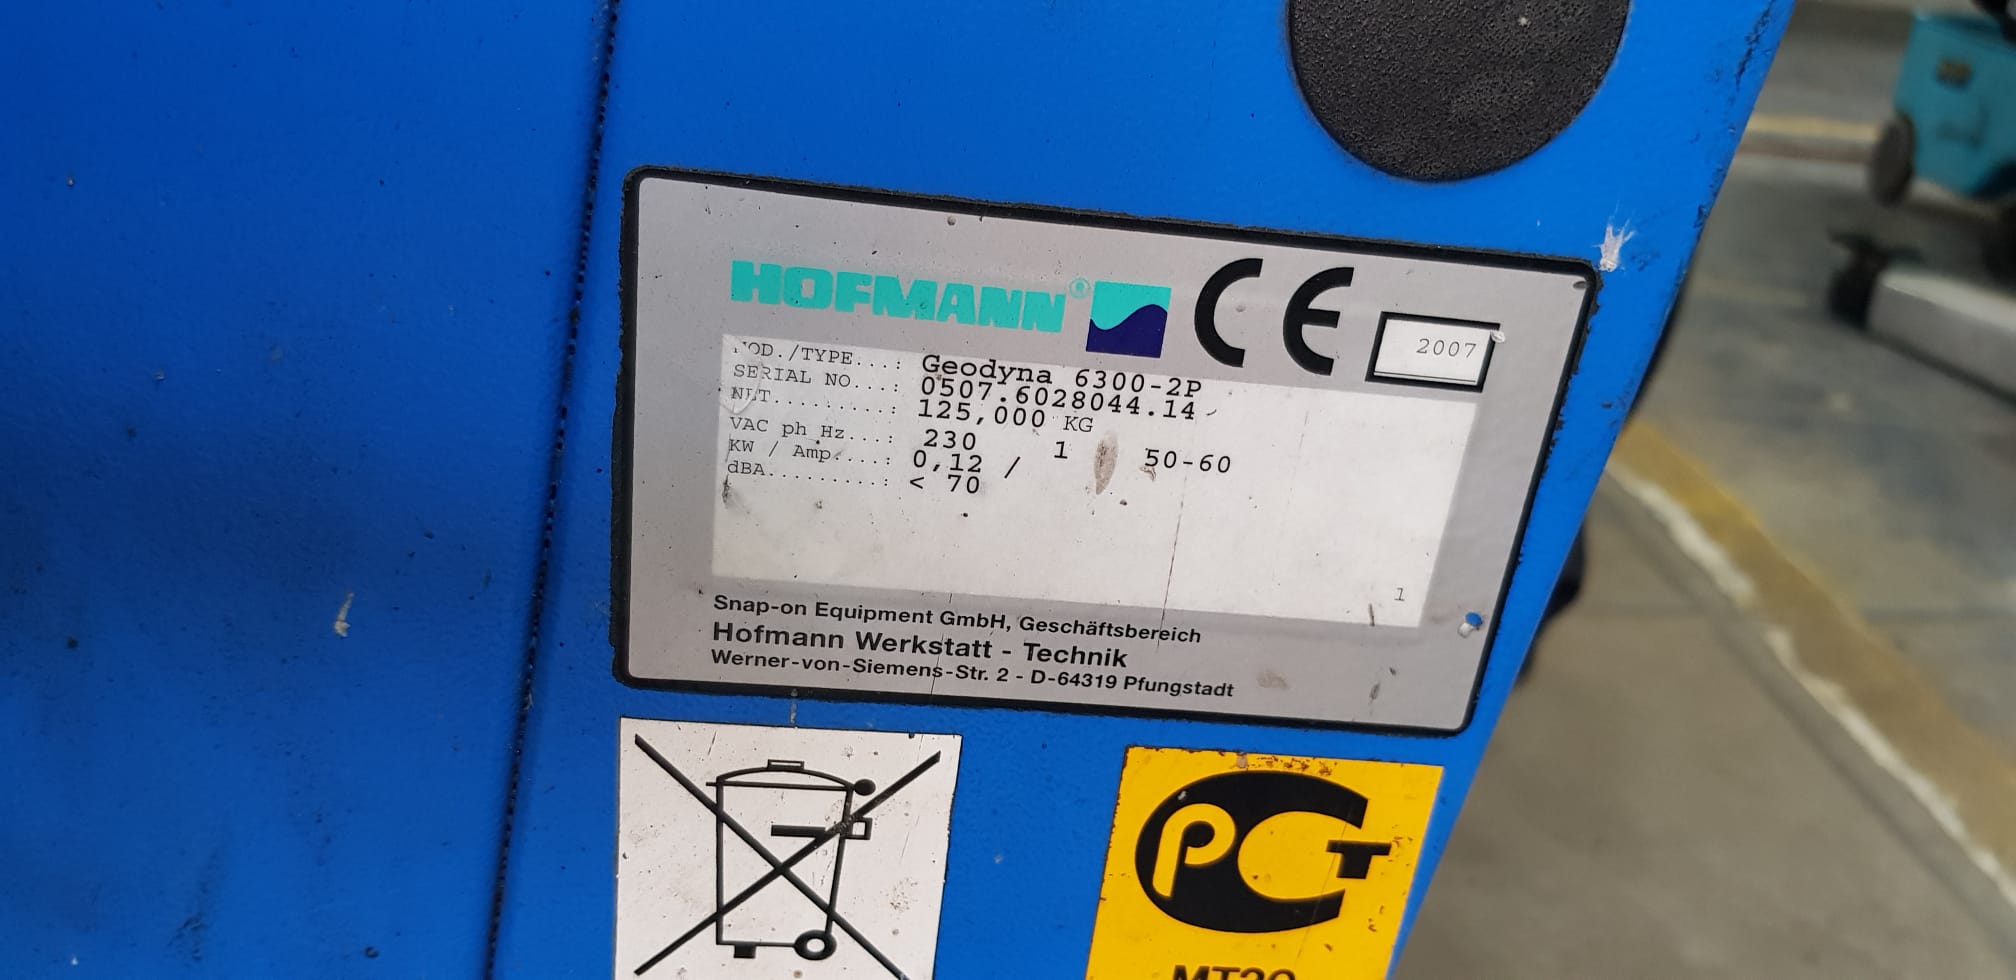 HOFMANN® CE 2007
MOD./TYPE...: Geodyna 6300-2P
SERIAL NO...: 0507.6028044.14
NET.........: 125,000 KG
VAC ph Hz...: 230 1 50-60
KW / Amp....: 0,12 /
dBA.........: < 70
1
Snap-on Equipment GmbH, Geschäftsbereich
Hofmann Werkstatt - Technik
Werner-von-Siemens-Str. 2 - D-64319 Pfungstadt
PCT